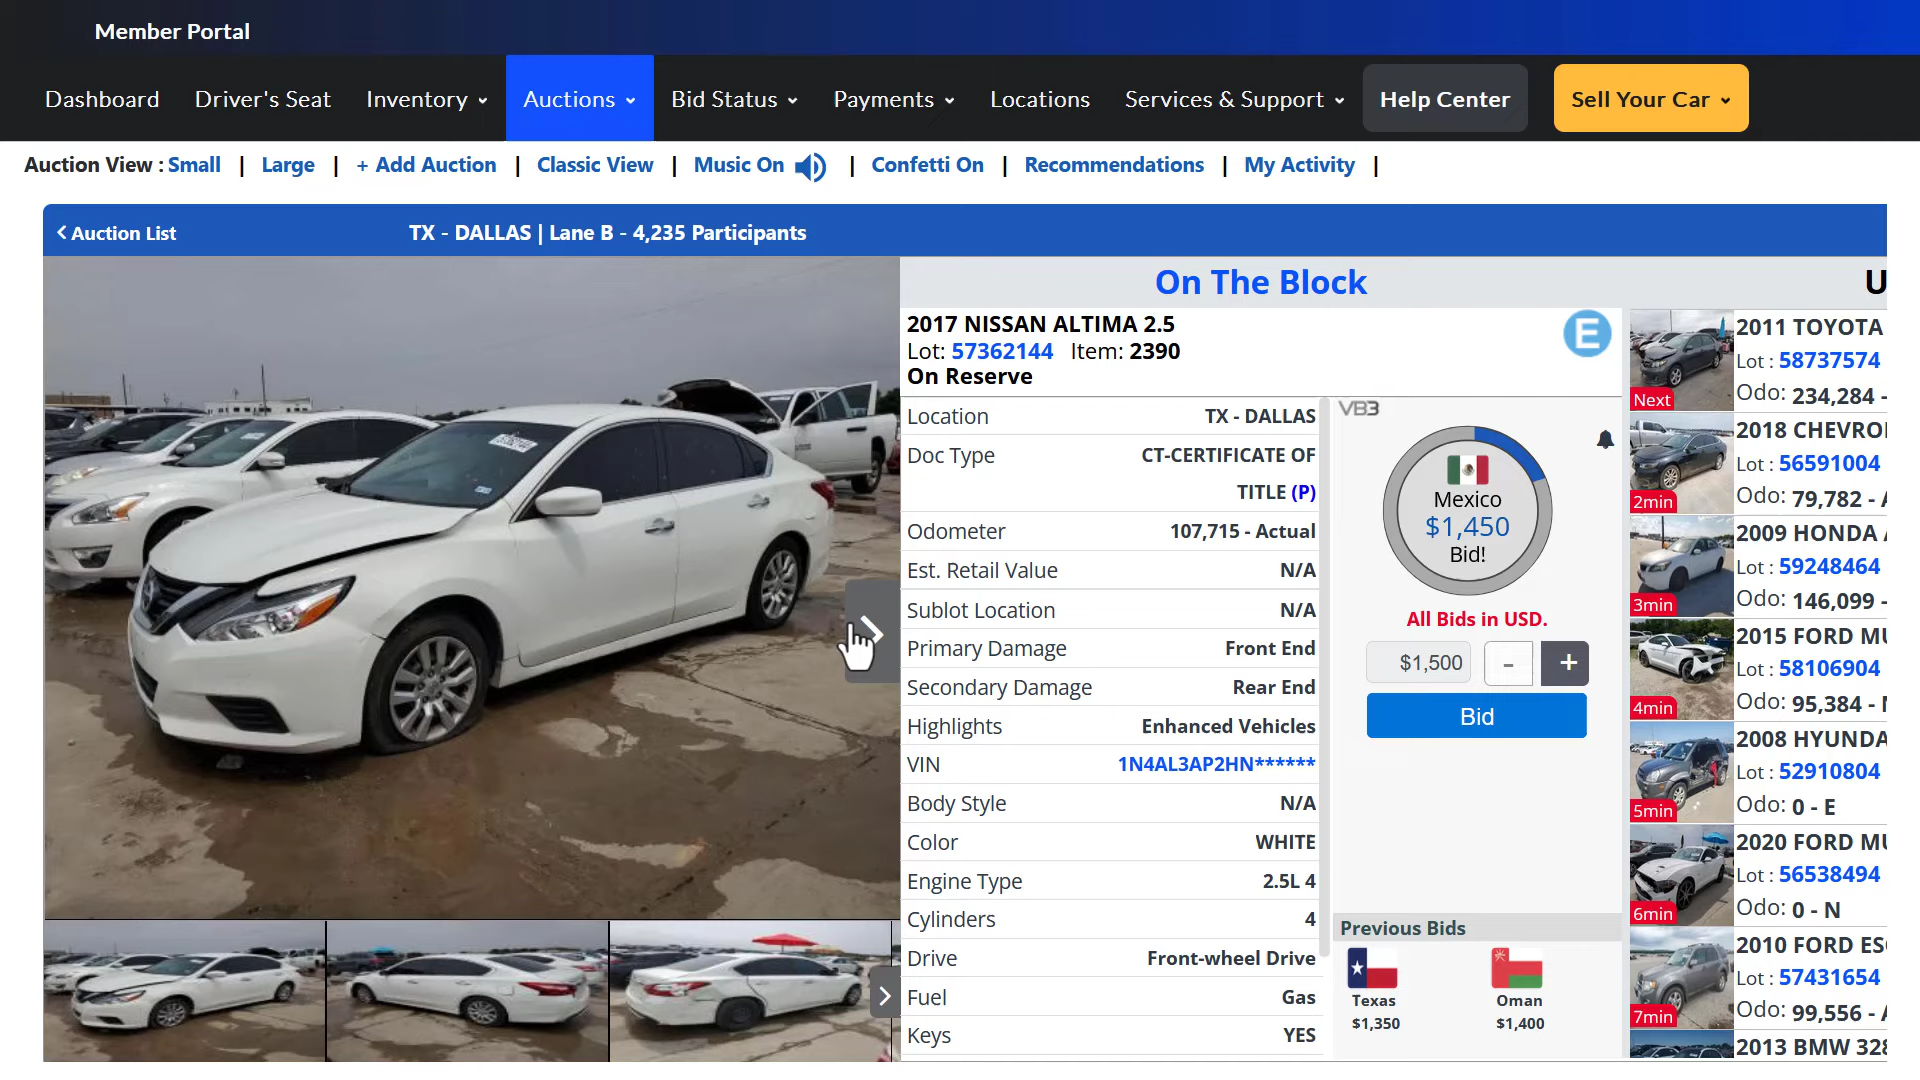 Member Portal
Dashboard Driver's Seat Inventory Auctions Bid Status Payments Locations Services & Support Help Center Sell Your Car
Auction View : Small | Large | + Add Auction | Classic View | Music On | Confetti On | Recommendations | My Activity |
Auction List
TX - DALLAS | Lane B - 4,235 Participants
On The Block
U
2017 NISSAN ALTIMA 2.5
Lot: 57362144 Item: 2390
On Reserve
E
Location TX - DALLAS
Doc Type CT-CERTIFICATE OF
TITLE (P)
Odometer 107,715 - Actual
Est. Retail Value N/A
Sublot Location N/A
Primary Damage Front End
Secondary Damage Rear End
Highlights Enhanced Vehicles
VIN 1N4AL3AP2HN******
Body Style N/A
Color WHITE
Engine Type 2.5L 4
Cylinders 4
Drive Front-wheel Drive
Fuel Gas
Keys YES
VB3
Mexico
$1,450
Bid!
All Bids in USD.
$1,500 - +
Bid
Previous Bids
Texas
$1,350
Oman
$1,400
2011 TOYOTA
Lot : 58737574
Odo: 234,284 -
Next
2018 CHEVROL
Lot : 56591004
Odo: 79,782 - A
2min
2009 HONDA A
Lot : 59248464
Odo: 146,099 -
3min
2015 FORD MU
Lot : 58106904
Odo: 95,384 - N
4min
2008 HYUNDA
Lot : 52910804
Odo: 0 - E
5min
2020 FORD MU
Lot : 56538494
Odo: 0 - N
6min
2010 FORD ESC
Lot : 57431654
Odo: 99,556 - A
7min
2013 BMW 328